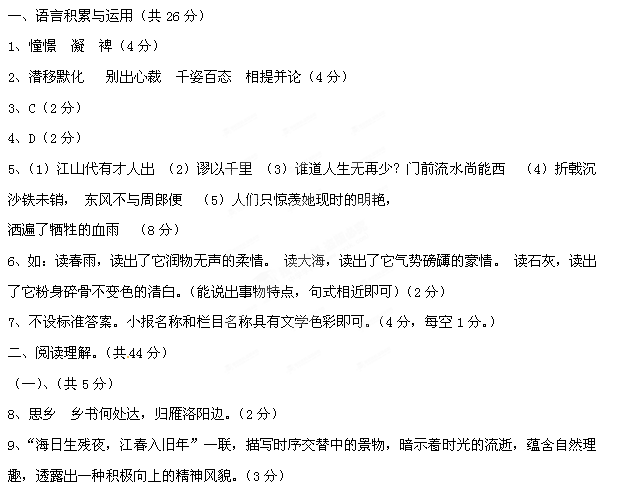 一、语言积累与运用（共 26 分）
1、憧憬　凝　裨（4 分）
2、潜移默化　 别出心裁　千姿百态　相提并论（4 分）
3、C（2 分）
4、D（2 分）
5、（1）江山代有才人出 （2）谬以千里 （3）谁道人生无再少？门前流水尚能西　（4）折戟沉
沙铁未销， 东风不与周郎便　（5）人们只惊羡她现时的明艳，
洒遍了牺牲的血雨　（8 分）
6、如：读春雨，读出了它润物无声的柔情。 读大海，读出了它气势磅礴的豪情。 读石灰，读出
了它粉身碎骨不变色的清白。（能说出事物特点，句式相近即可）（2 分）
7、不设标准答案。小报名称和栏目名称具有文学色彩即可。（4 分，每空 1 分。）
二、阅读理解。（共44 分）
（一）、（共 5 分）
8、思乡　乡书何处达，归雁洛阳边。（2 分）
9、“海日生残夜，江春入旧年”一联，描写时序交替中的景物，暗示着时光的流逝，蕴含自然理
趣，透露出一种积极向上的精神风貌。（3 分）